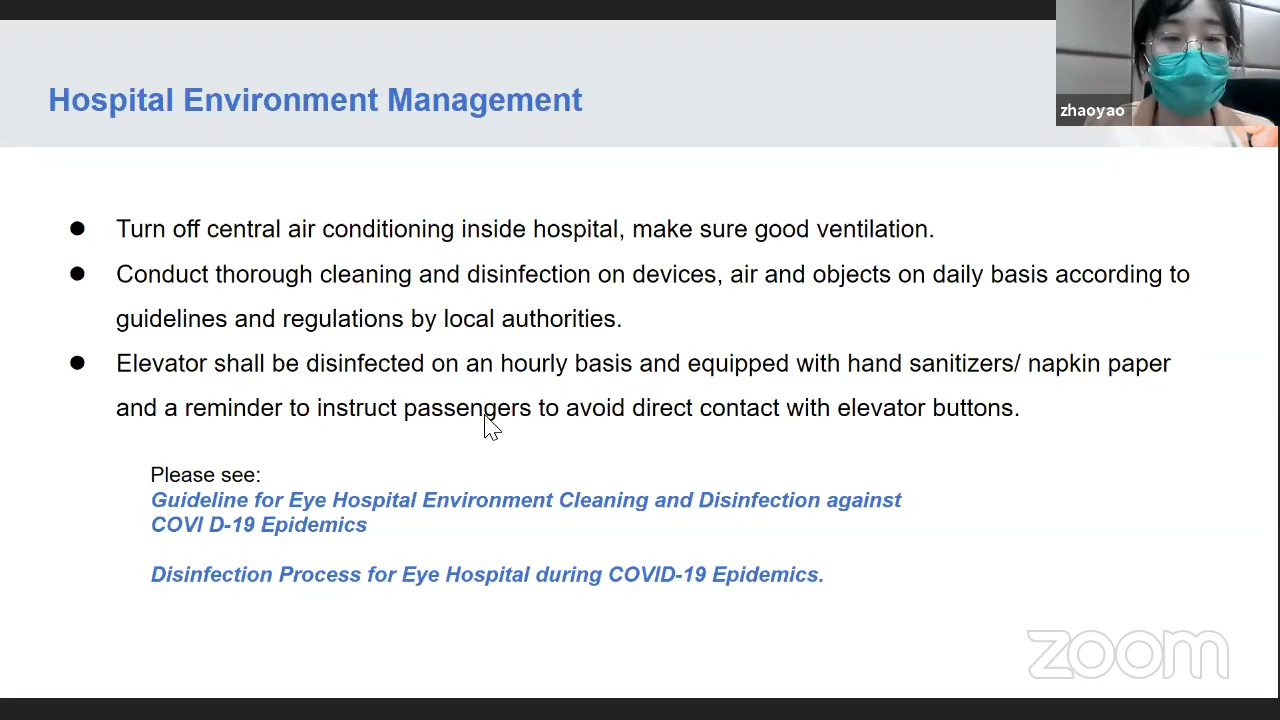 Hospital Environment Management
zhaoyao
● Turn off central air conditioning inside hospital, make sure good ventilation.
● Conduct thorough cleaning and disinfection on devices, air and objects on daily basis according to
guidelines and regulations by local authorities.
● Elevator shall be disinfected on an hourly basis and equipped with hand sanitizers/ napkin paper
and a reminder to instruct passengers to avoid direct contact with elevator buttons.
Please see:
Guideline for Eye Hospital Environment Cleaning and Disinfection against
COVI D-19 Epidemics
Disinfection Process for Eye Hospital during COVID-19 Epidemics.
zoom